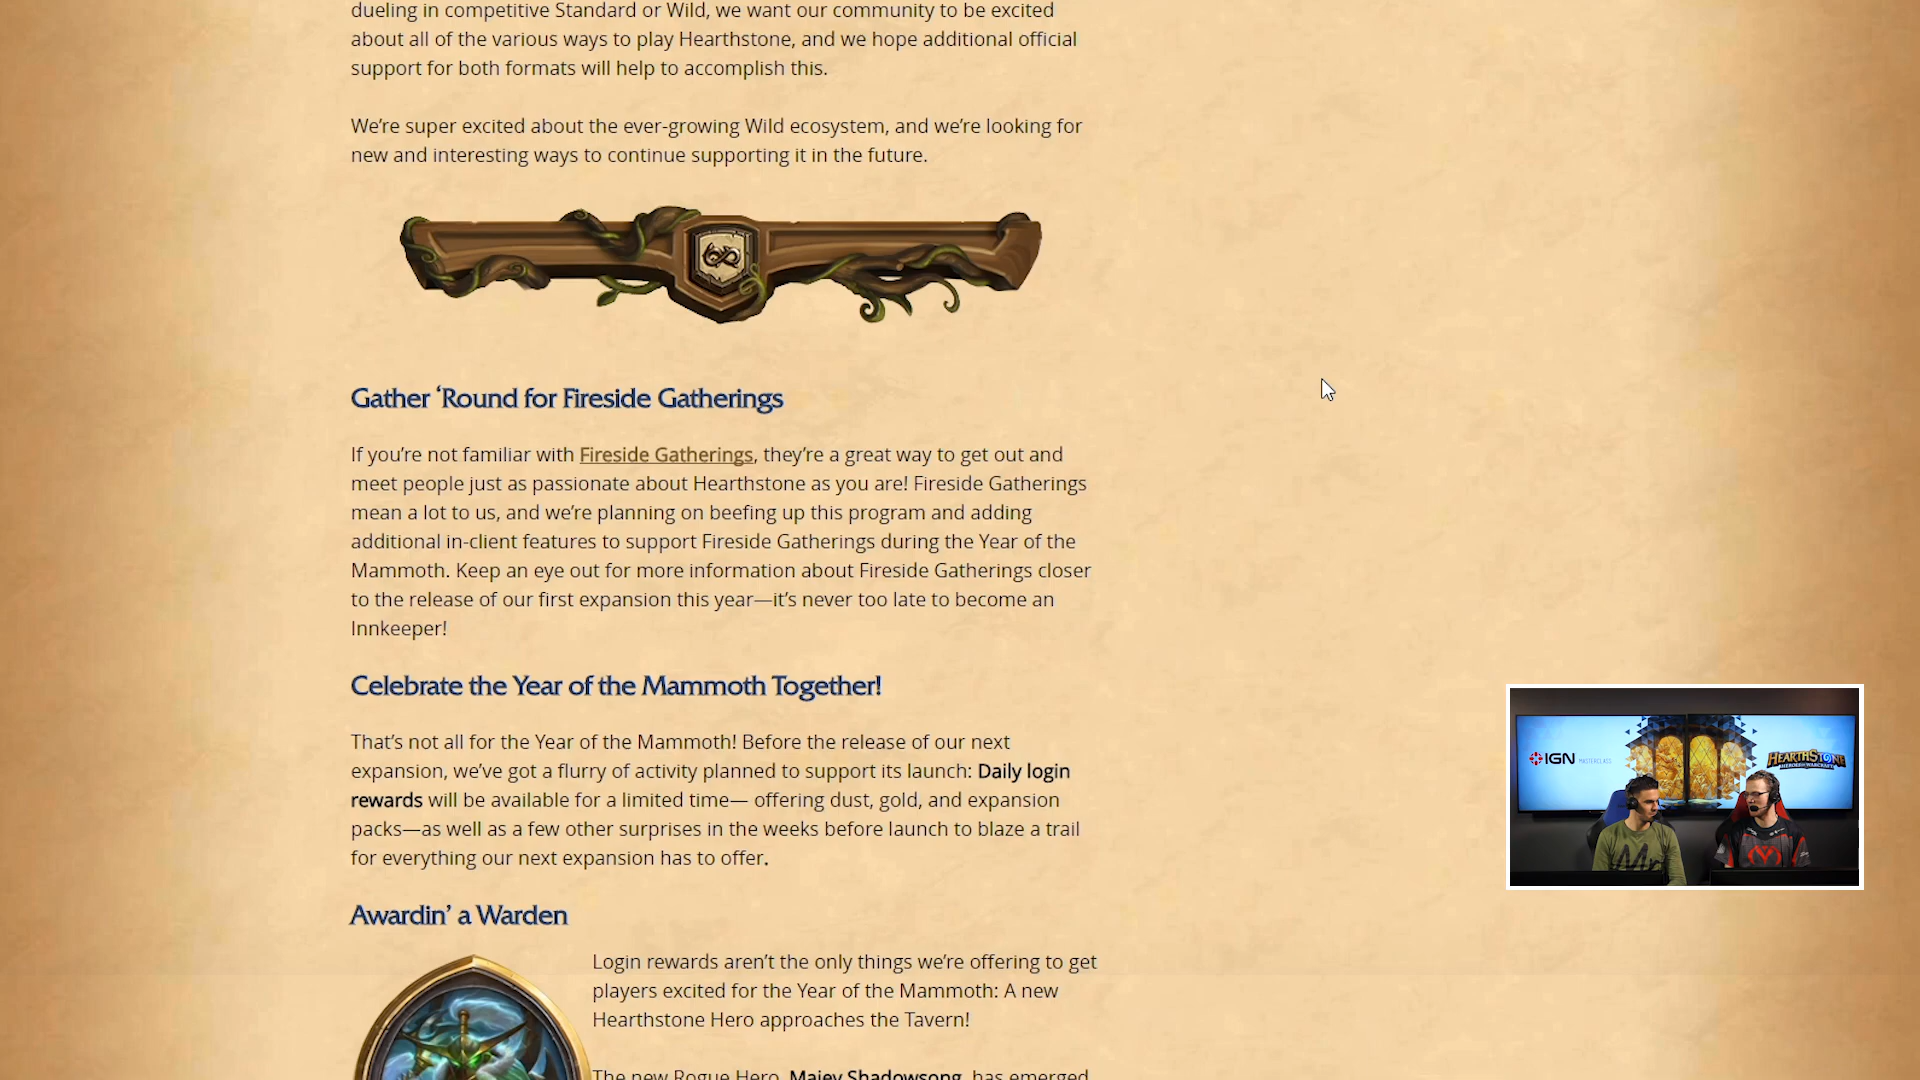 dueling in competitive Standard or Wild, we want our community to be excited
about all of the various ways to play Hearthstone, and we hope additional official
support for both formats will help to accomplish this.
We’re super excited about the ever-growing Wild ecosystem, and we’re looking for
new and interesting ways to continue supporting it in the future.
Gather ‘Round for Fireside Gatherings
If you’re not familiar with Fireside Gatherings, they’re a great way to get out and
meet people just as passionate about Hearthstone as you are! Fireside Gatherings
mean a lot to us, and we’re planning on beefing up this program and adding
additional in-client features to support Fireside Gatherings during the Year of the
Mammoth. Keep an eye out for more information about Fireside Gatherings closer
to the release of our first expansion this year—it’s never too late to become an
Innkeeper!
Celebrate the Year of the Mammoth Together!
That’s not all for the Year of the Mammoth! Before the release of our next
expansion, we’ve got a flurry of activity planned to support its launch: Daily login
rewards will be available for a limited time— offering dust, gold, and expansion
packs—as well as a few other surprises in the weeks before launch to blaze a trail
for everything our next expansion has to offer.
IGN MASTERCLASS
HEARTHSTONE
HEROES OF WARCRAFT
Awardin’ a Warden
Login rewards aren’t the only things we’re offering to get
players excited for the Year of the Mammoth: A new
Hearthstone Hero approaches the Tavern!
The new Rogue Hero, Maiev Shadowsong, has emerged